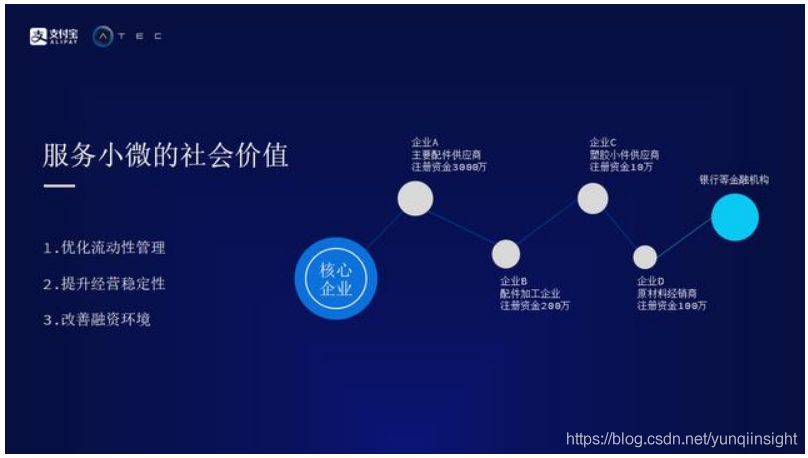 支付宝
ALIPAY
ATEC
服务小微的社会价值
1.优化流动性管理
2.提升经营稳定性
3.改善融资环境
核心
企业
企业A
主要配件供应商
注册资金3000万
企业B
配件加工企业
注册资金200万
企业C
塑胶小件供应商
注册资金10万
企业D
原材料经销商
注册资金100万
银行等金融机构
https://blog.csdn.net/yunqiinsight